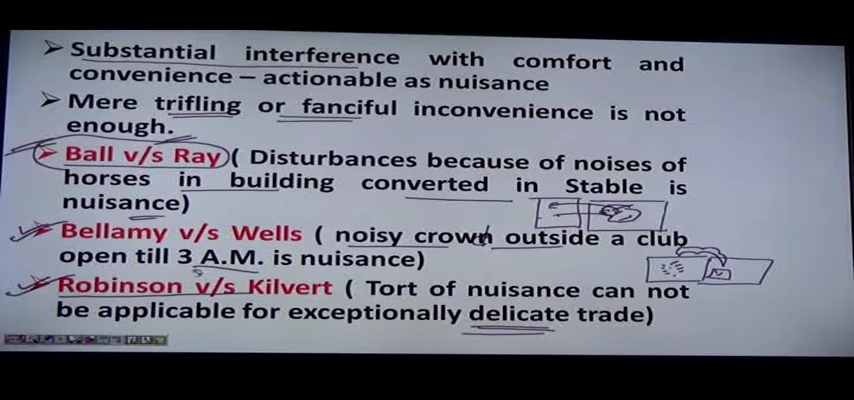 ➤ Substantial interference with comfort and
convenience – actionable as nuisance
➤ Mere trifling or fanciful inconvenience is not
enough.
➤ Ball v/s Ray ( Disturbances because of noises of
horses in building converted in Stable is
nuisance)
➤ Bellamy v/s Wells ( noisy crown outside a club
open till 3 A.M. is nuisance)
➤ Robinson v/s Kilvert ( Tort of nuisance can not
be applicable for exceptionally delicate trade)